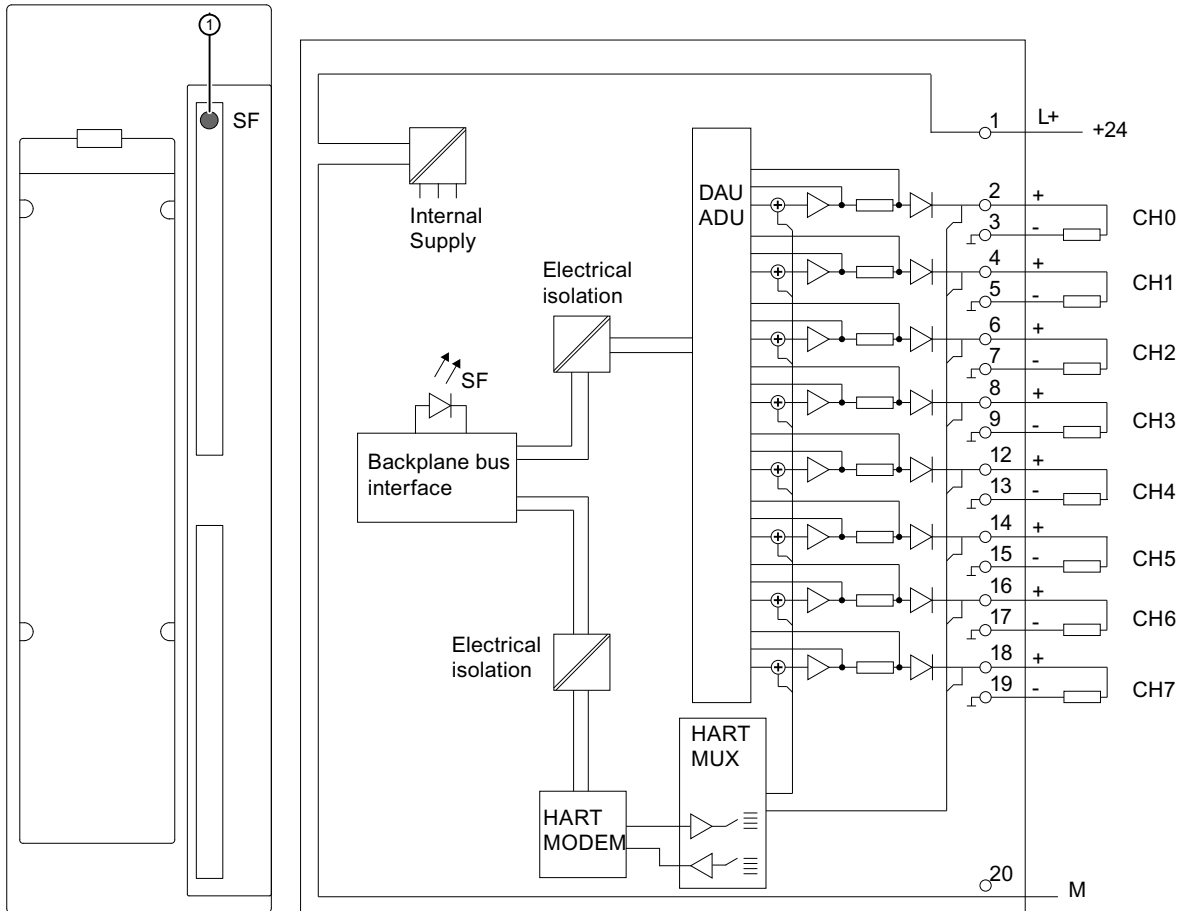 1
SF
Internal
Supply
Electrical
isolation
SF
Backplane bus
interface
Electrical
isolation
HART
MODEM
HART
MUX
DAU
ADU
1 L+ +24
2 +
3 -
CH0
4 +
5 -
CH1
6 +
7 -
CH2
8 +
9 -
CH3
12 +
13 -
CH4
14 +
15 -
CH5
16 +
17 -
CH6
18 +
19 -
CH7
20
M